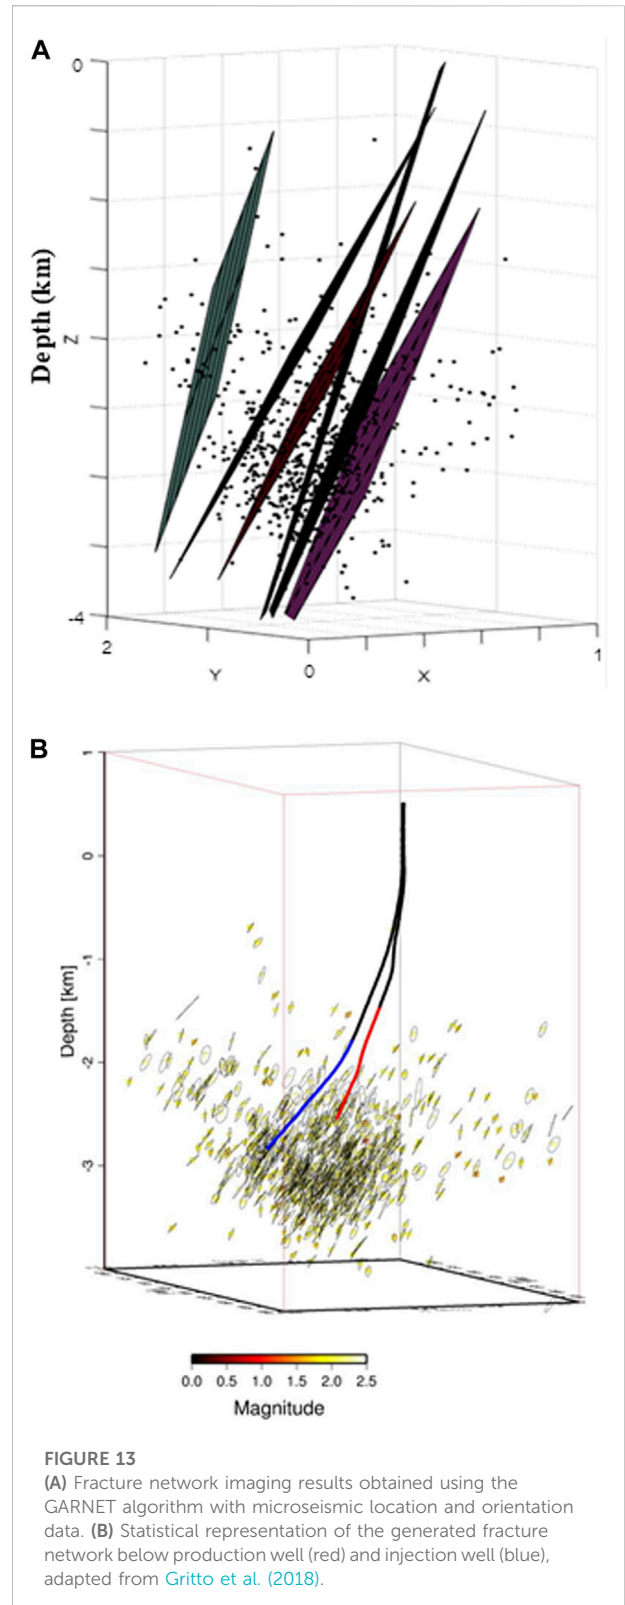 A
0
Depth (km)
Z
-4
2
Y
0
X
1
B
1
0
-1
Depth [km]
-2
-3
0.0 0.5 1.0 1.5 2.0 2.5
Magnitude
FIGURE 13
(A) Fracture network imaging results obtained using the
GARNET algorithm with microseismic location and orientation
data. (B) Statistical representation of the generated fracture
network below production well (red) and injection well (blue),
adapted from Gritto et al. (2018).